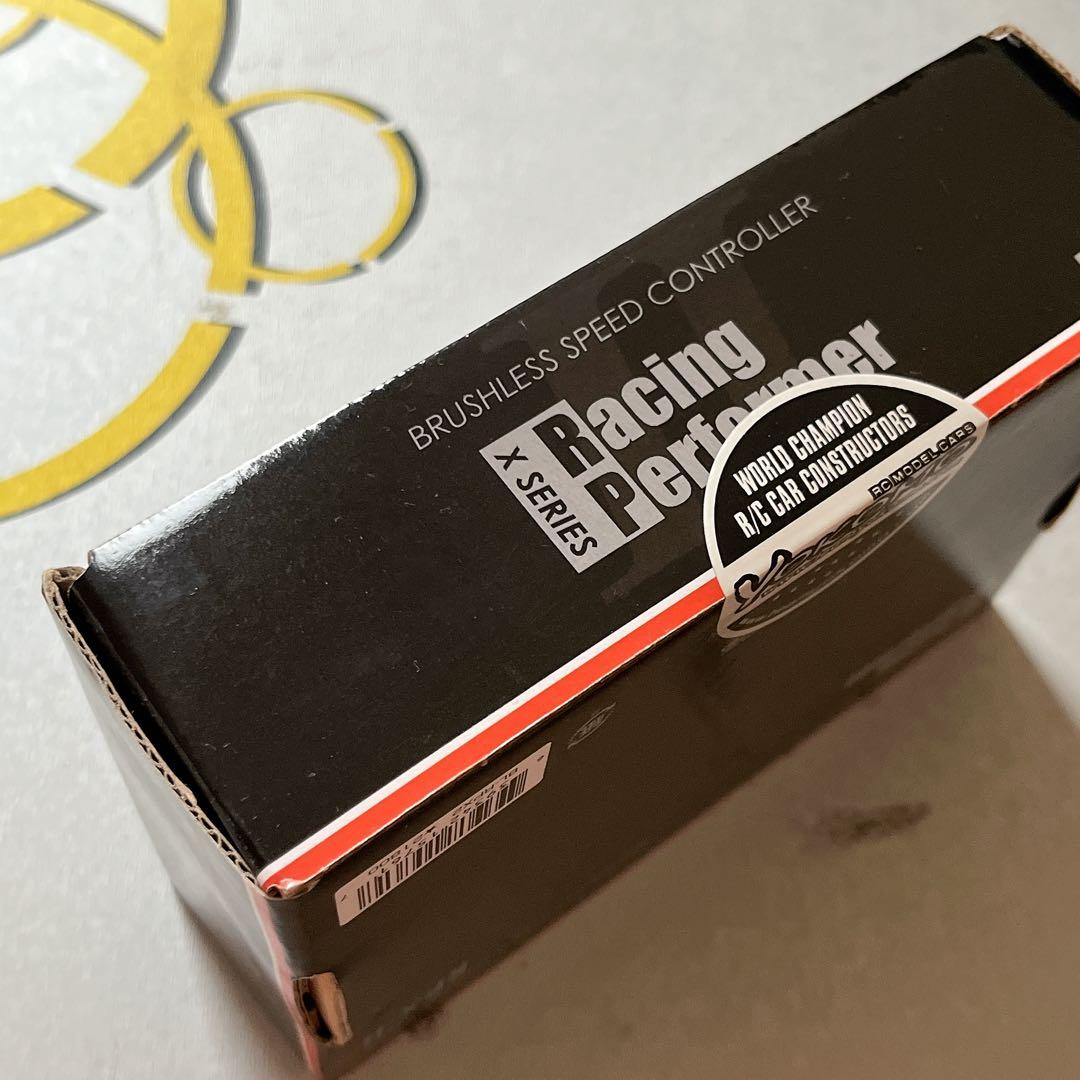 BRUSHLESS SPEED CONTROLLER
Racing
Performer
X SERIES
WORLD CHAMPION
R/C CAR CONSTRUCTORS
RC MODEL CARS